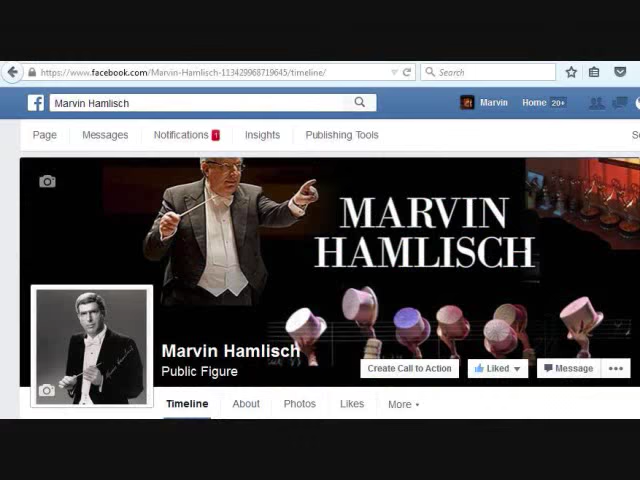 https://www.facebook.com/Marvin-Hamlisch-113429968719645/timeline/
Search
f Marvin Hamlisch
Marvin
Home 20+
Page Messages Notifications 1 Insights Publishing Tools
MARVIN
HAMLISCH
Marvin Hamlisch
Public Figure
Create Call to Action
Liked
Message
Timeline About Photos Likes More